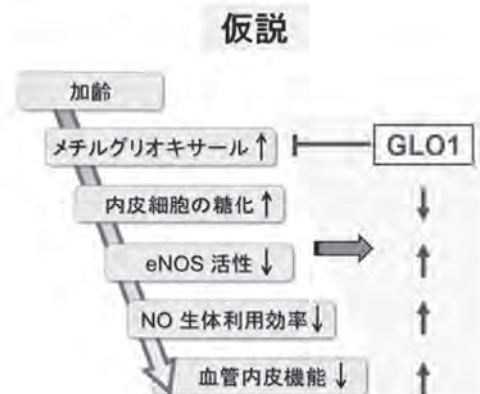 仮説
加齢
メチルグリオキサール↑
GLO1
内皮細胞の糖化↑
↓
eNOS 活性↓
↑
NO 生体利用効率↓
↑
血管内皮機能↓
↑